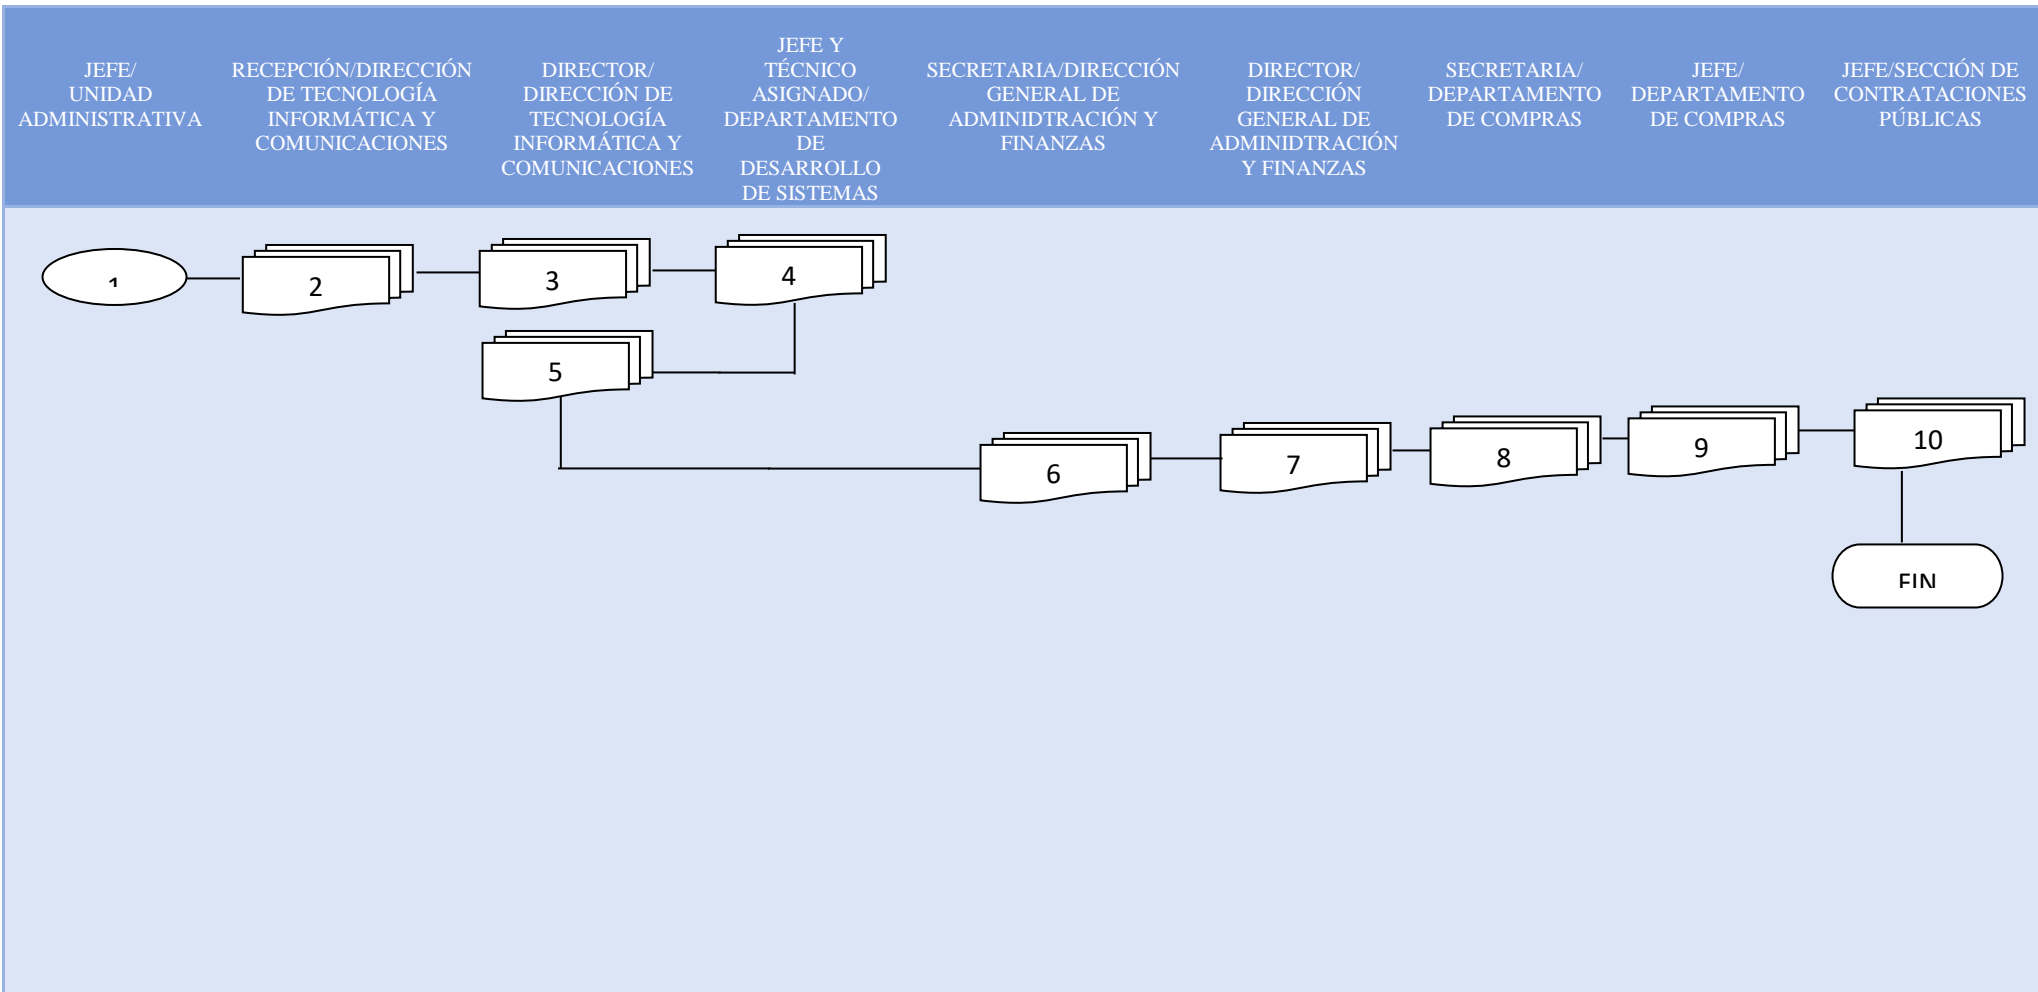 JEFE/
UNIDAD
ADMINISTRATIVA
RECEPCIÓN/DIRECCIÓN
DE TECNOLOGÍA
INFORMÁTICA Y
COMUNICACIONES
DIRECTOR/
DIRECCIÓN DE
TECNOLOGÍA
INFORMÁTICA Y
COMUNICACIONES
JEFE Y
TÉCNICO
ASIGNADO/
DEPARTAMENTO
DE
DESARROLLO
DE SISTEMAS
SECRETARIA/DIRECCIÓN
GENERAL DE
ADMINIDTRACIÓN Y
FINANZAS
DIRECTOR/
DIRECCIÓN
GENERAL DE
ADMINIDTRACIÓN
Y FINANZAS
SECRETARIA/
DEPARTAMENTO
DE COMPRAS
JEFE/
DEPARTAMENTO
DE COMPRAS
JEFE/SECCIÓN DE
CONTRATACIONES
PÚBLICAS
1
2
3
4
5
6
7
8
9
10
FIN